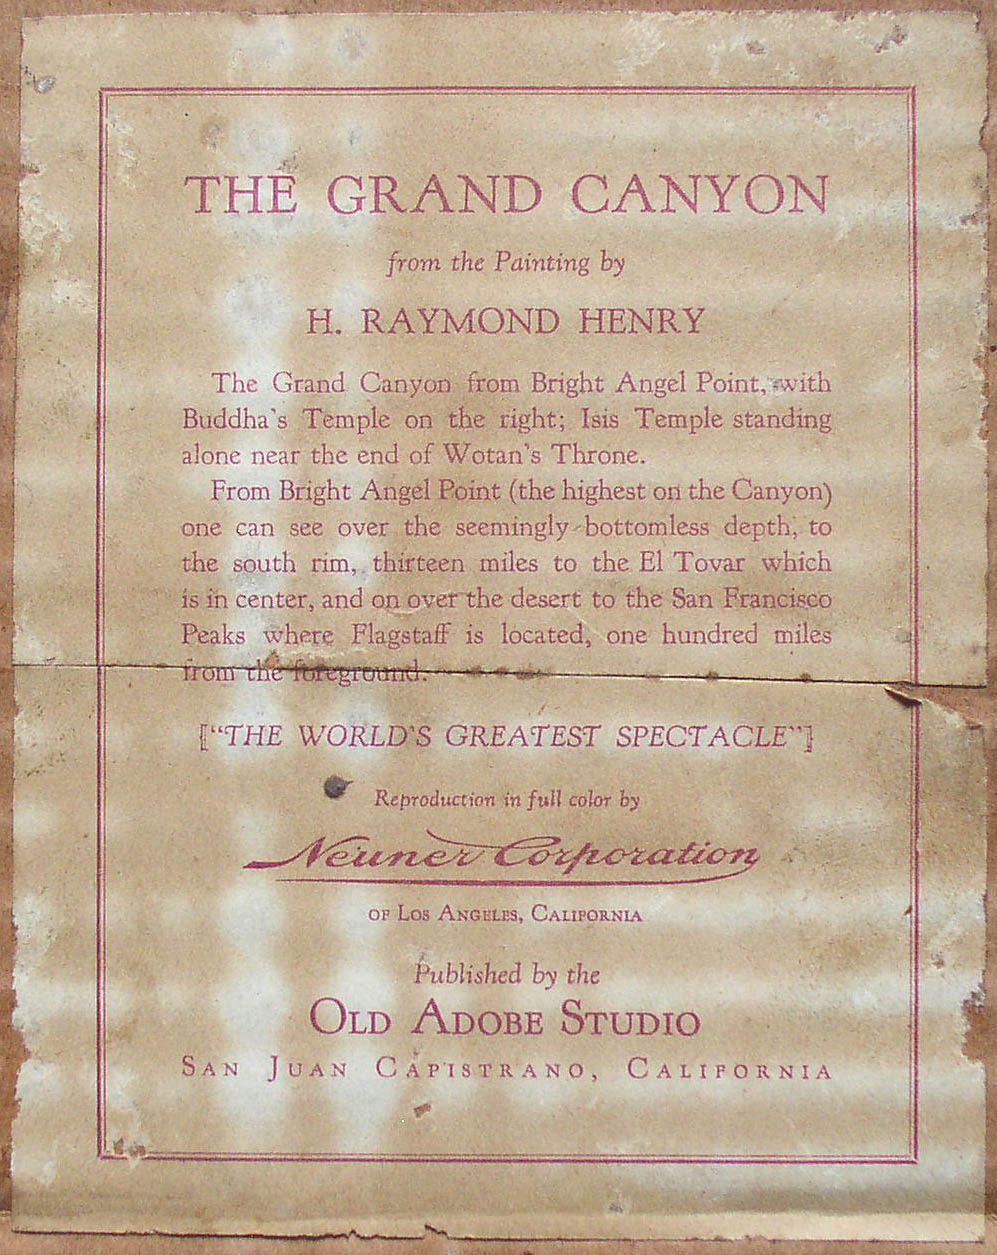 THE GRAND CANYON
from the Painting by
H. RAYMOND HENRY
The Grand Canyon from Bright Angel Point, with
Buddha's Temple on the right; Isis Temple standing
alone near the end of Wotan's Throne.
From Bright Angel Point (the highest on the Canyon)
one can see over the seemingly bottomless depth, to
the south rim, thirteen miles to the El Tovar which
is in center, and on over the desert to the San Francisco
Peaks where Flagstaff is located, one hundred miles
from the foreground.
["THE WORLD'S GREATEST SPECTACLE"]
Reproduction in full color by
Neuner Corporation
OF LOS ANGELES, CALIFORNIA
Published by the
OLD ADOBE STUDIO
SAN JUAN CAPISTRANO, CALIFORNIA